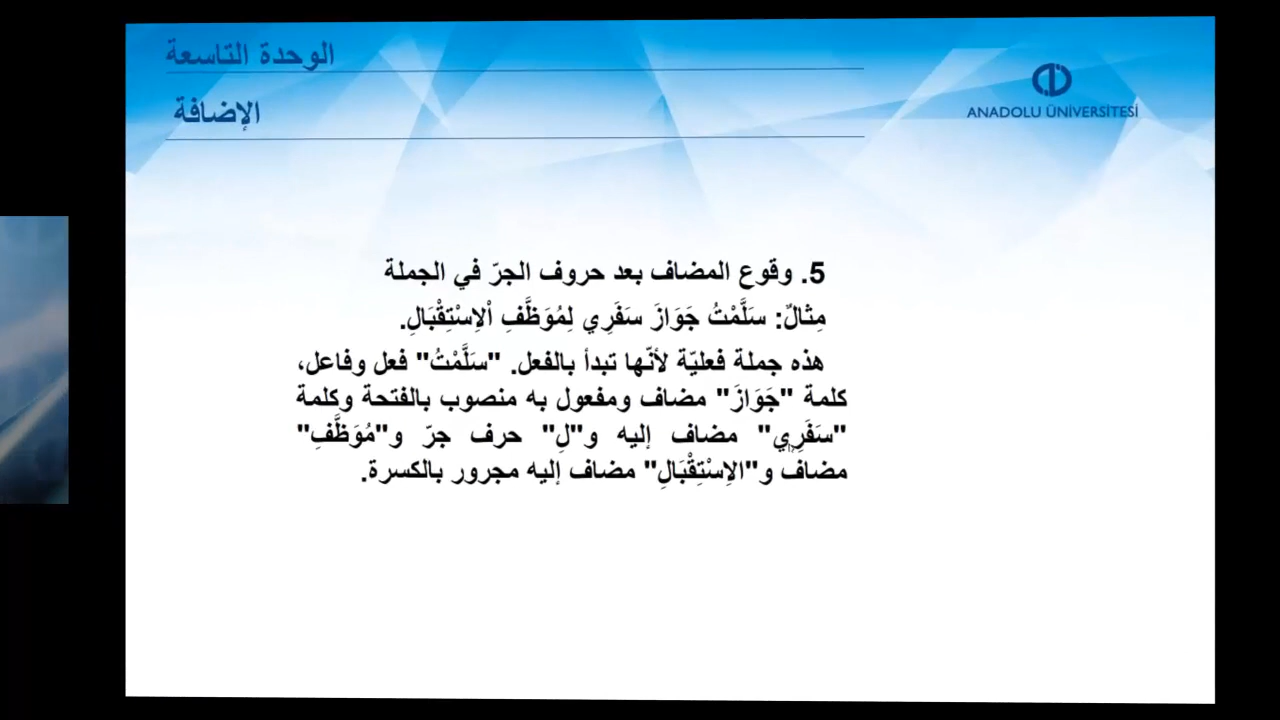 الوحدة التاسعة
الإضافة
ANADOLU ÜNİVERSİTESİ
5. وقوع المضاف بعد حروف الجرّ في الجملة
مِثالٌ: سَلَّمْتُ جَوَازَ سَفَرِي لِمُوَظَّفِ اْلاِسْتِقْبَالِ.
هذه جملة فعليّة لأنّها تبدأ بالفعل. "سَلَّمْتُ" فعل وفاعل،
كلمة "جَوَازَ" مضاف ومفعول به منصوب بالفتحة وكلمة
"سَفَرِي" مضاف إليه و"لِ" حرف جرّ و"مُوَظَّفِ"
مضاف و"الاِسْتِقْبَالِ" مضاف إليه مجرور بالكسرة.